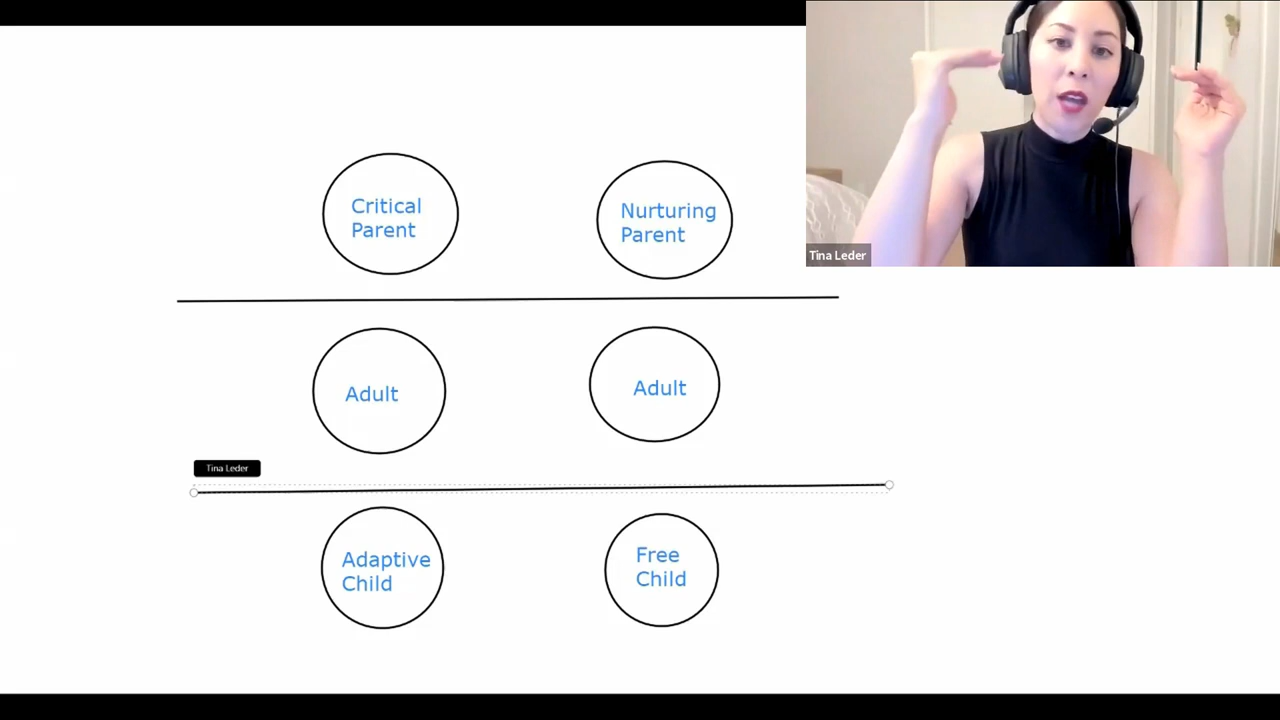 Critical
Parent
Nurturing
Parent
Tina Leder
Adult
Adult
Tina Leder
Adaptive
Child
Free
Child